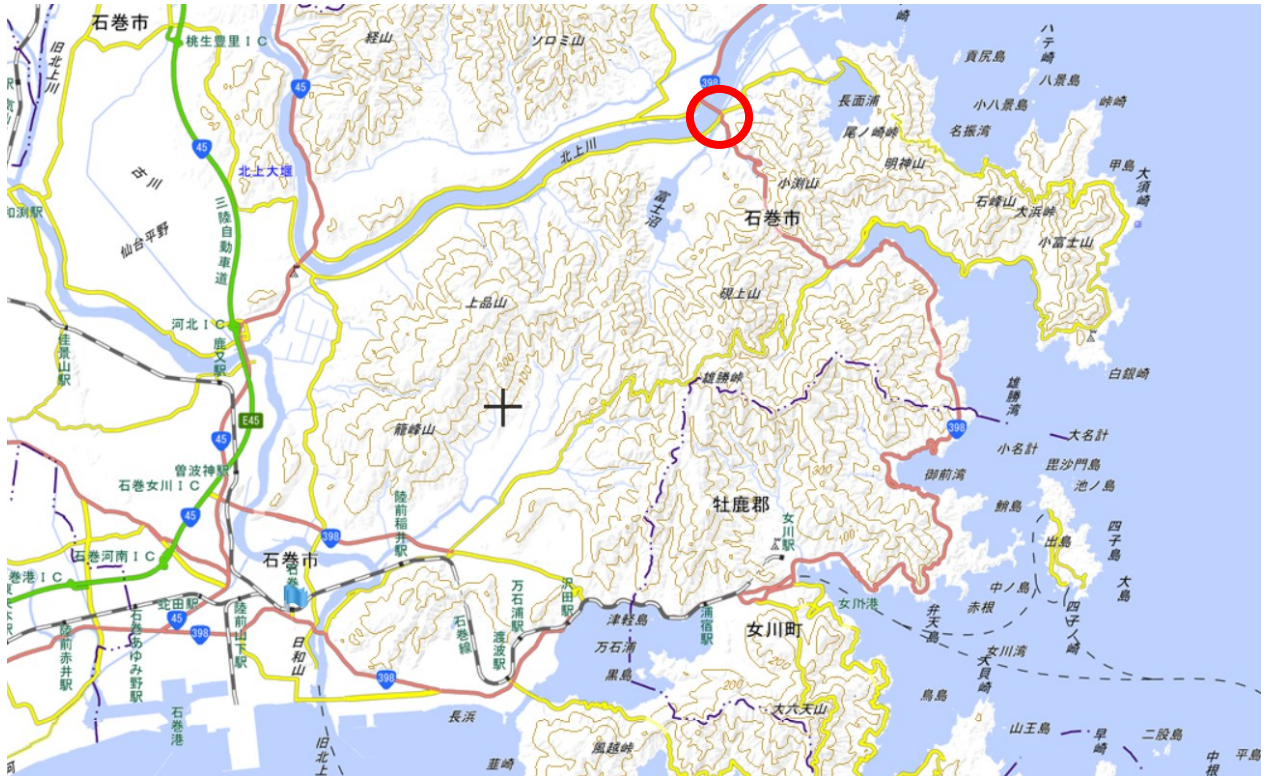 石巻市
桃生豊里IC
旧北上川
経山
ソロミ山
45
398
ハテ崎
貢尻島
八景島
小八景島
峠崎
長面浦
尾ノ崎峠
名振湾
明神山
甲島
大須崎
45
北上川
北上大堰
古川
仙台平野
三陸自動車道
富士沼
小渕山
石巻市
石峰山
大浜峠
小富士山
上品山
硯上山
河北IC
鹿又駅
佳景山駅
300
100
雄勝峠
白銀崎
雄勝湾
籠峰山
E45
45
398
大名計
小名計
毘沙門島
池ノ島
御前湾
曽波神駅
石巻女川IC
45
398
陸前稲井駅
牡鹿郡
300
女川駅
鮹島
出島
四子島
大島
石巻河南IC
石巻市
巻港IC
蛇田駅
45
398
陸前山下駅
陸前赤井駅
石巻あゆみ野駅
日和山
石巻線
渡波駅
万石浦駅
沢田駅
津軽島
万石浦
黒島
浦宿駅
女川町
女川港
弁天島
赤根
中ノ島
四子ノ崎
女川湾
大貝崎
398
石巻港
旧北上
長浜
韮崎
風越峠
200
大六天山
鳥島
山王島
早崎
二股島
中根
平島